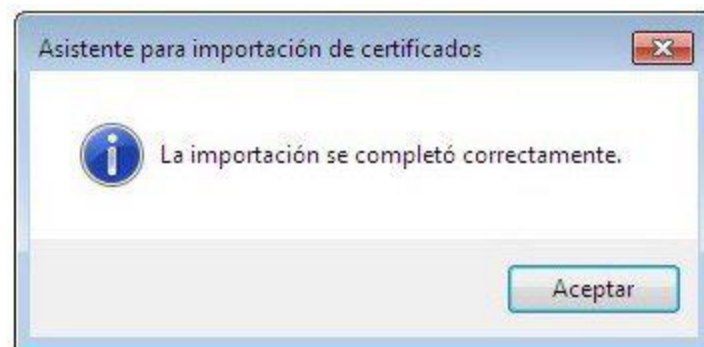 Asistente para importación de certificados
La importación se completó correctamente.
Aceptar